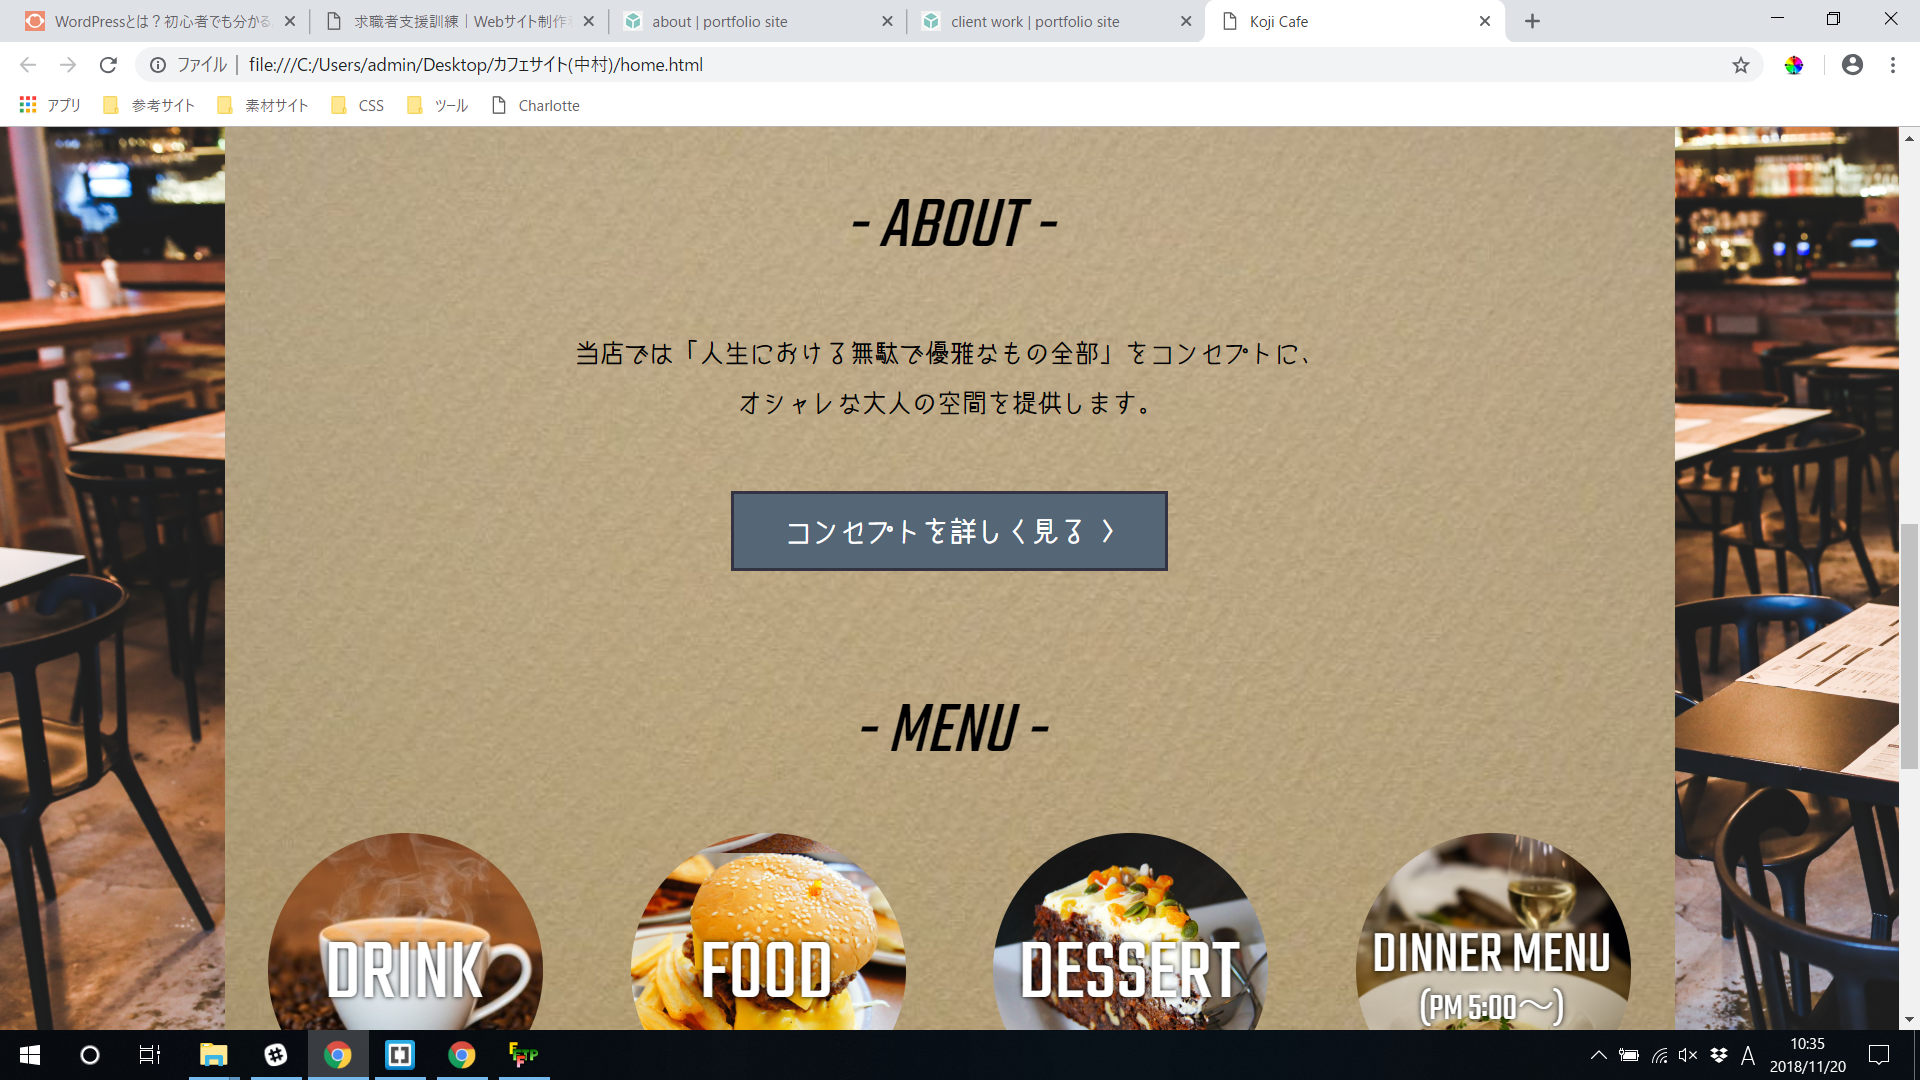 WordPressとは？初心者でも分かる
求職者支援訓練｜Webサイト制作
about | portfolio site
client work | portfolio site
Koji Cafe
ファイル
file:///C:/Users/admin/Desktop/カフェサイト(中村)/home.html
アプリ
参考サイト
素材サイト
CSS
ツール
Charlotte
- ABOUT -
当店では「人生における無駄で優雅なもの全部」をコンセプトに、
オシャレな大人の空間を提供します。
コンセプトを詳しく見る 〉
- MENU -
DRINK
FOOD
DESSERT
DINNER MENU
(PM 5:00〜)
A
10:35
2018/11/20